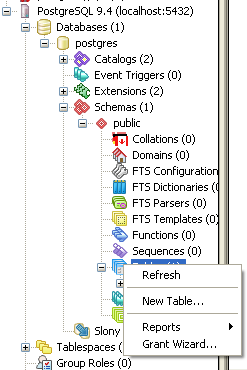 PostgreSQL 9.4 (localhost:5432)
Databases (1)
postgres
Catalogs (2)
Event Triggers (0)
Extensions (2)
Schemas (1)
public
Collations (0)
Domains (0)
FTS Configuration
FTS Dictionaries (
FTS Parsers (0)
FTS Templates (0)
Functions (0)
Sequences (0)
Refresh
New Table...
Reports
Grant Wizard...
Slony
Tablespaces (
Group Roles